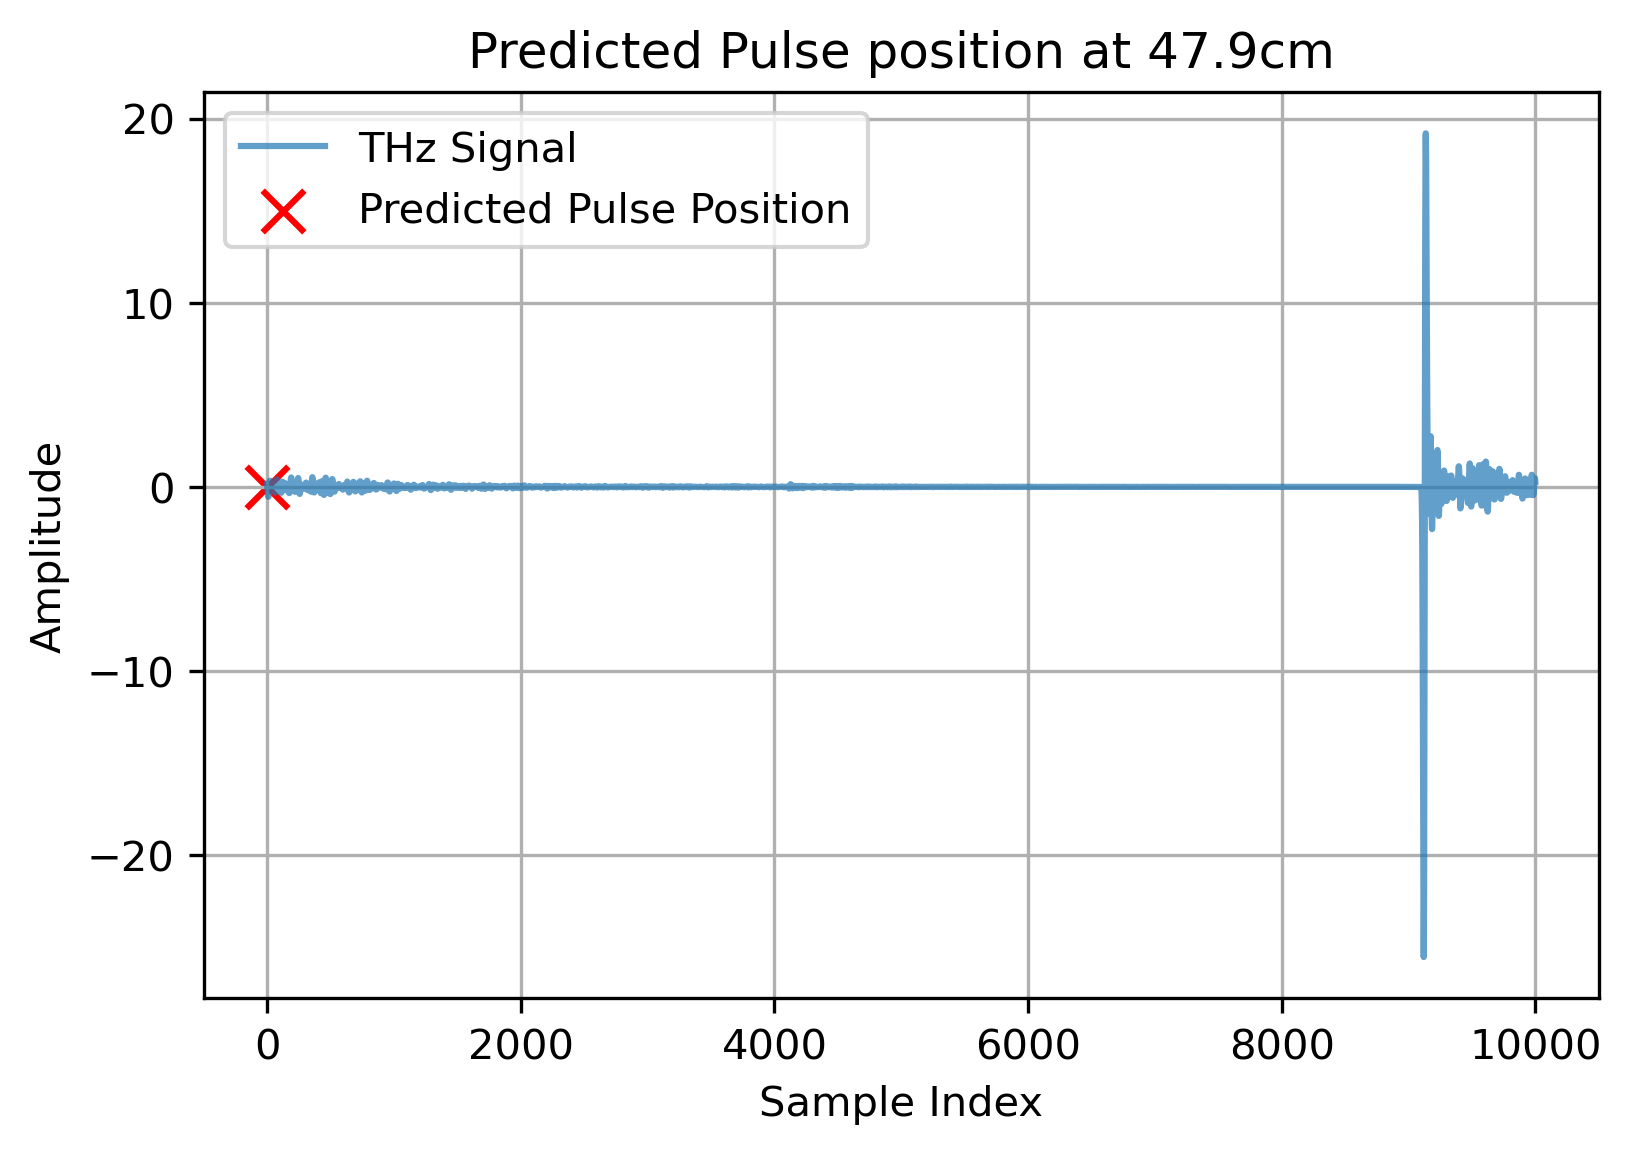 Predicted Pulse position at 47.9cm
THz Signal
Predicted Pulse Position
20
10
0
−10
−20
Amplitude
0 2000 4000 6000 8000 10000
Sample Index